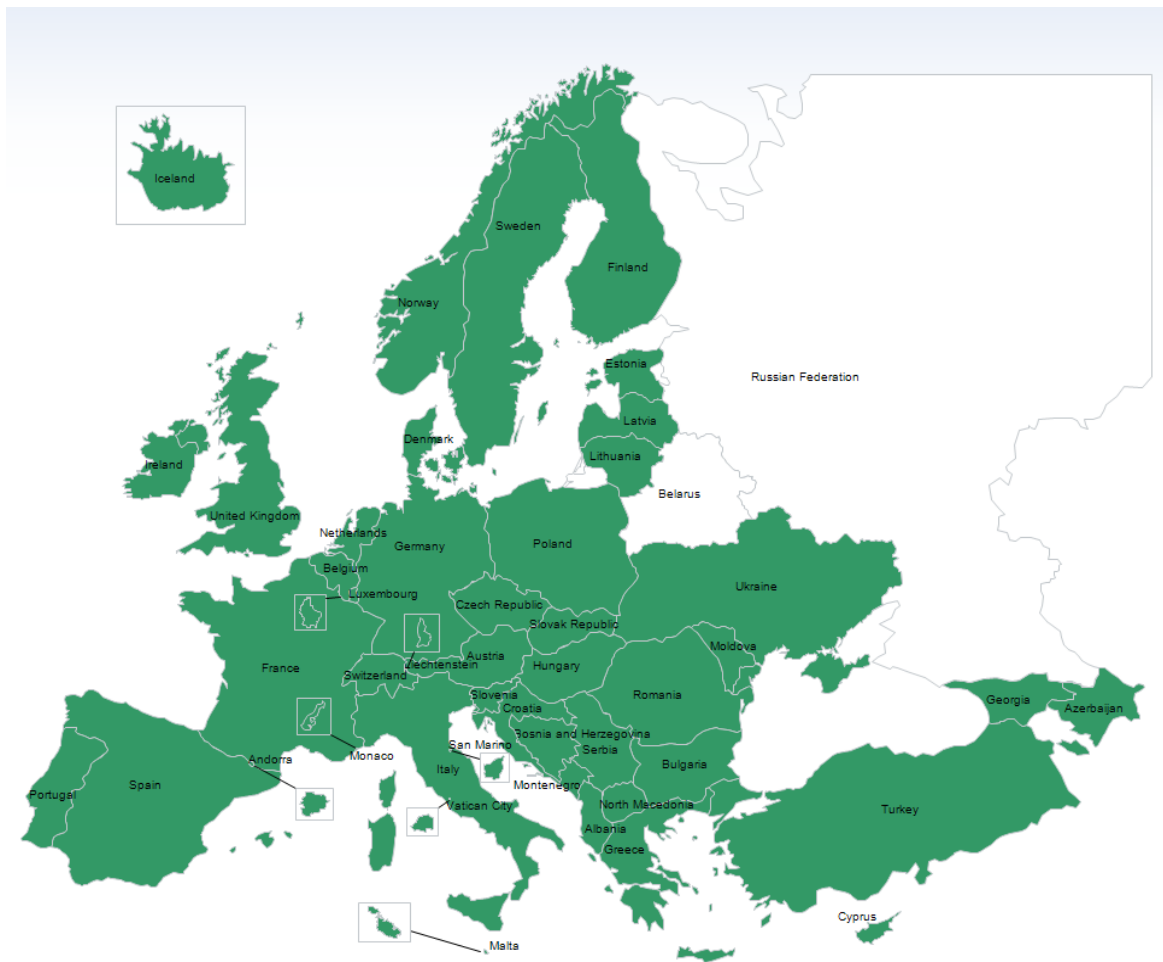 Iceland
Sweden
Finland
Norway
Estonia
Russian Federation
Latvia
Denmark
Lithuania
Ireland
Belarus
United Kingdom
Netherlands
Germany
Poland
Belgium
Ukraine
Luxembourg
Czech Republic
Slovak Republic
Moldova
Austria
Liechtenstein
Hungary
France
Switzerland
Slovenia
Romania
Georgia
Croatia
Azerbaijan
Bosnia and Herzegovina
San Marino
Serbia
Monaco
Andorra
Bulgaria
Italy
Spain
Montenegro
Portugal
Vatican City
North Macedonia
Turkey
Albania
Greece
Cyprus
Malta